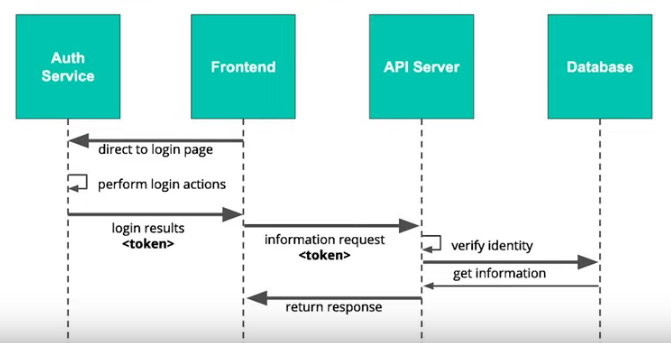 Auth
Service
Frontend
API Server
Database
direct to login page
perform login actions
login results
<token>
information request
<token>
verify identity
get information
return response